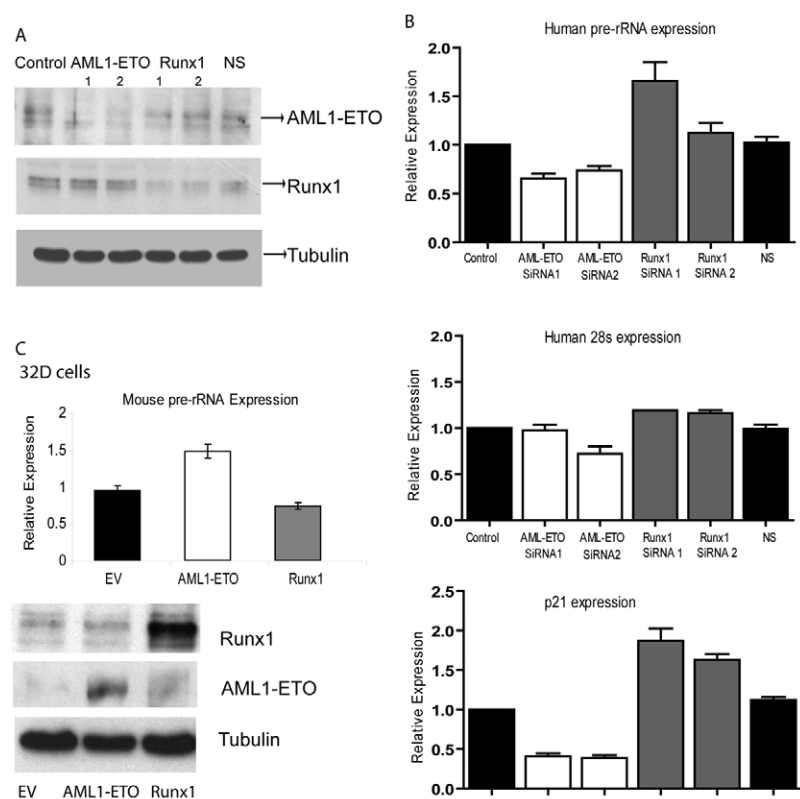 A
Control AML1-ETO Runx1 NS
1 2 1 2
AML1-ETO
Runx1
Tubulin
B
Human pre-rRNA expression
Relative Expression
2.0
1.5
1.0
0.5
0.0
Control
AML-ETO SiRNA1
AML-ETO SiRNA2
Runx1 SiRNA 1
Runx1 SiRNA 2
NS
Human 28s expression
Relative Expression
2.0
1.5
1.0
0.5
0.0
Control
AML-ETO SiRNA1
AML-ETO SiRNA2
Runx1 SiRNA 1
Runx1 SiRNA 2
NS
p21 expression
Relative Expression
2.5
2.0
1.5
1.0
0.5
0.0
C
32D cells
Mouse pre-rRNA Expression
Relative Expression
2
1.5
1
0.5
0
EV
AML1-ETO
Runx1
Runx1
AML1-ETO
Tubulin
EV AML1-ETO Runx1